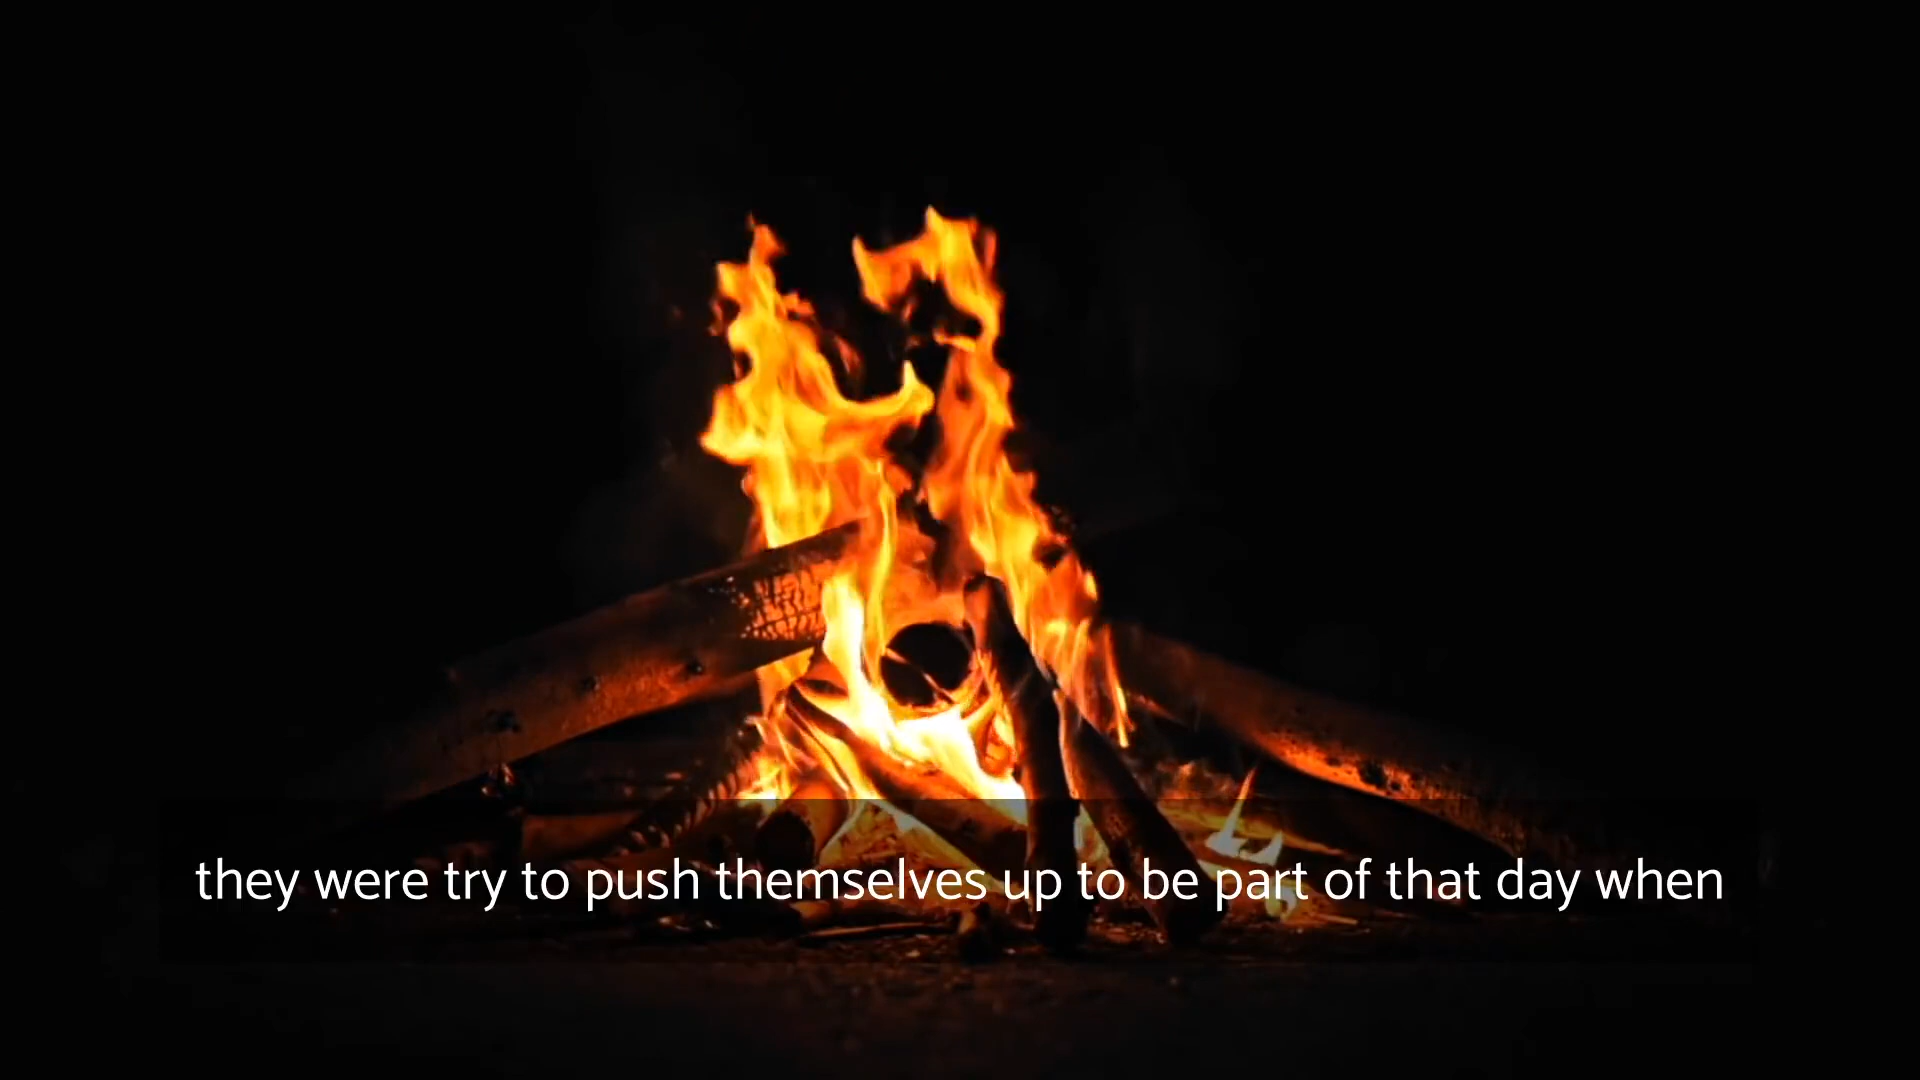 they were try to push themselves up to be part of that day when